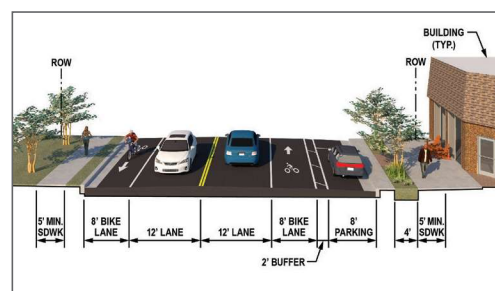 BUILDING
(TYP.)
ROW
ROW
5' MIN.
SDWK
8' BIKE
LANE
12' LANE
12' LANE
8' BIKE
LANE
8'
PARKING
4'
5' MIN.
SDWK
2' BUFFER